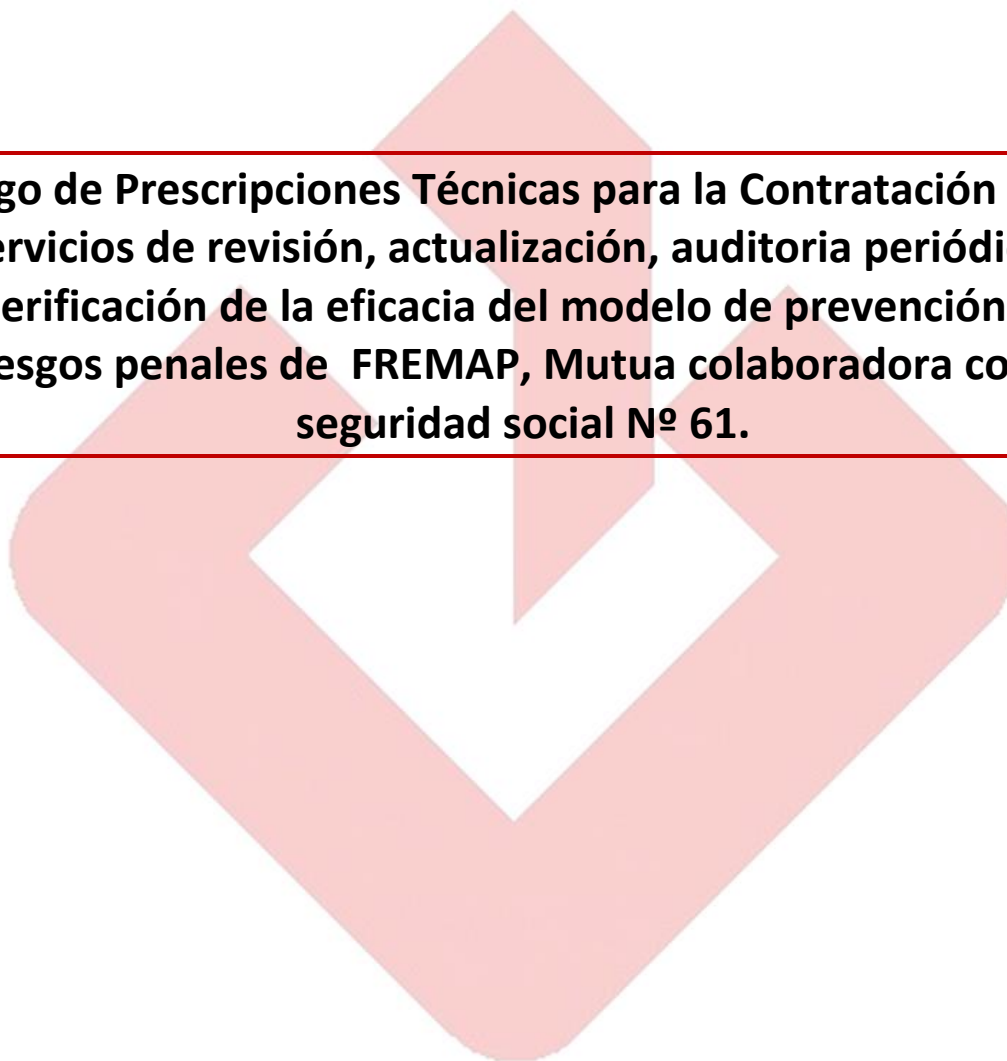 go de Prescripciones Técnicas para la Contratación
ervicios de revisión, actualización, auditoria periódi
erificación de la eficacia del modelo de prevención
esgos penales de FREMAP, Mutua colaboradora co
seguridad social Nº 61.